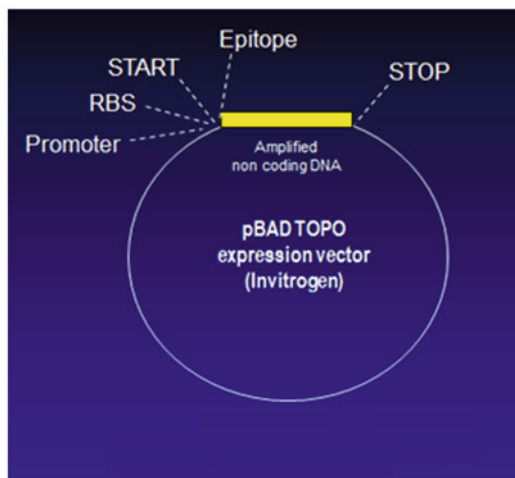 Epitope
START
STOP
RBS
Promoter
Amplified
non coding DNA
pBAD TOPO
expression vector
(Invitrogen)